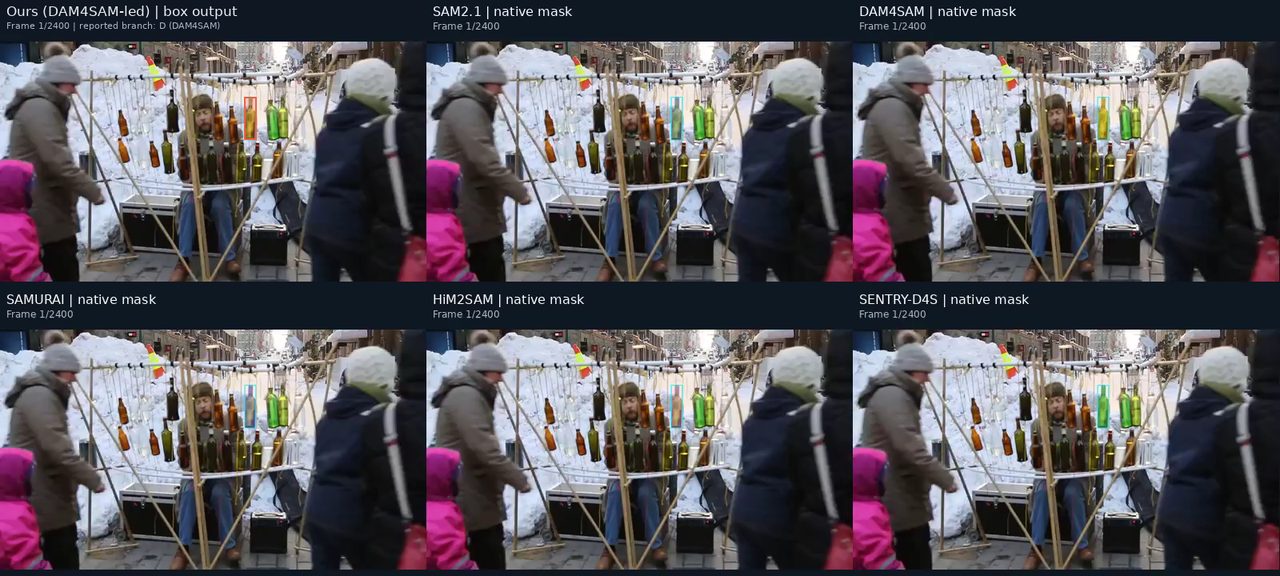 Ours (DAM4SAM-led) | box output
Frame 1/2400 | reported branch: D (DAM4SAM)
SAM2.1 | native mask
Frame 1/2400
DAM4SAM | native mask
Frame 1/2400
SAMURAI | native mask
Frame 1/2400
HiM2SAM | native mask
Frame 1/2400
SENTRY-D4S | native mask
Frame 1/2400